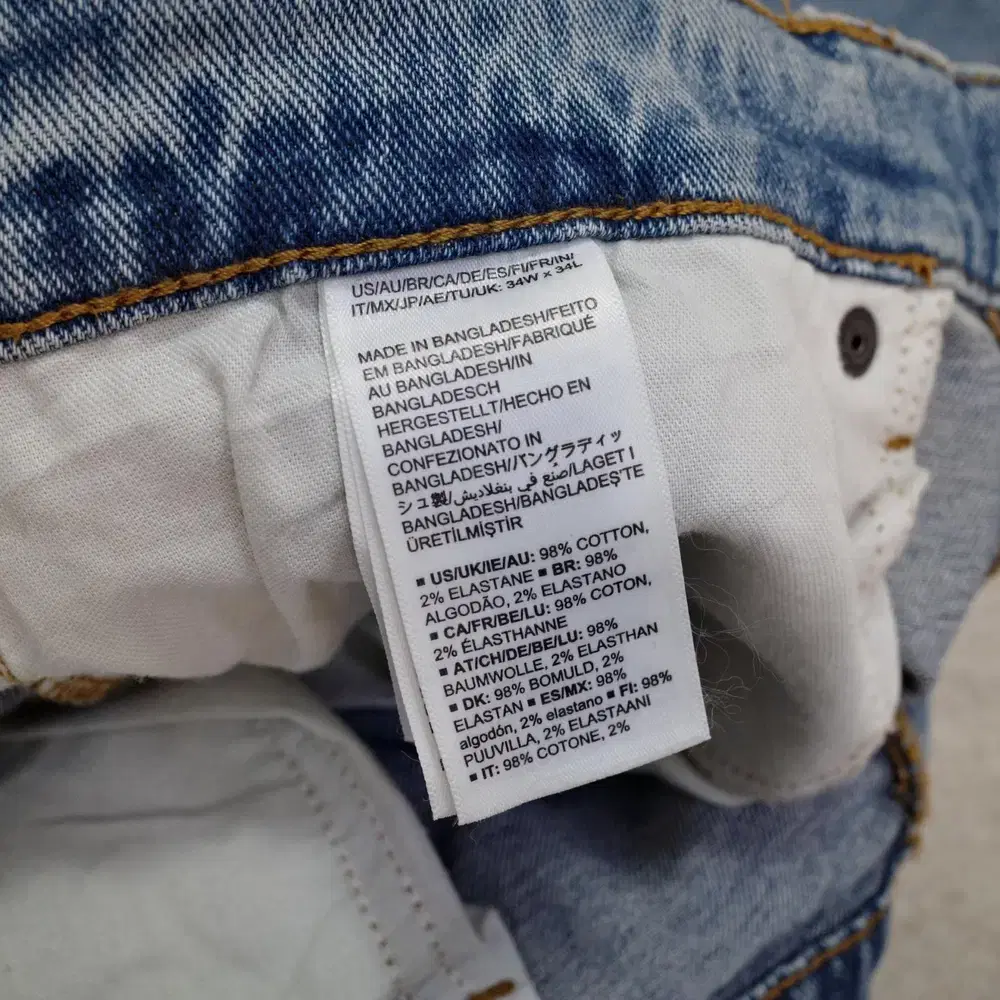 US/AU/BR/CA/DE/ES/FI/FR/IN/
IT/MX/JP/AE/TU/UK: 34W x 34L
MADE IN BANGLADESH/FEITO
EM BANGLADESH/FABRIQUÉ
AU BANGLADESH/IN
BANGLADESCH
HERGESTELLT/HECHO EN
BANGLADESH/
CONFEZIONATO IN
BANGLADESH/バングラディッ
シュ製/صنع في بنغلاديش/LAGET I
BANGLADESH/BANGLADEŞ'TE
ÜRETİLMİŞTİR
▪ US/UK/IE/AU: 98% COTTON,
2% ELASTANE ▪ BR: 98%
ALGODÃO, 2% ELASTANO
▪ CA/FR/BE/LU: 98% COTON,
2% ÉLASTHANNE
▪ AT/CH/DE/BE/LU: 98%
BAUMWOLLE, 2% ELASTHAN
▪ DK: 98% BOMULD, 2%
ELASTAN ▪ ES/MX: 98%
algodón, 2% elastano ▪ FI: 98%
PUUVILLA, 2% ELASTAANI
▪ IT: 98% COTONE, 2%